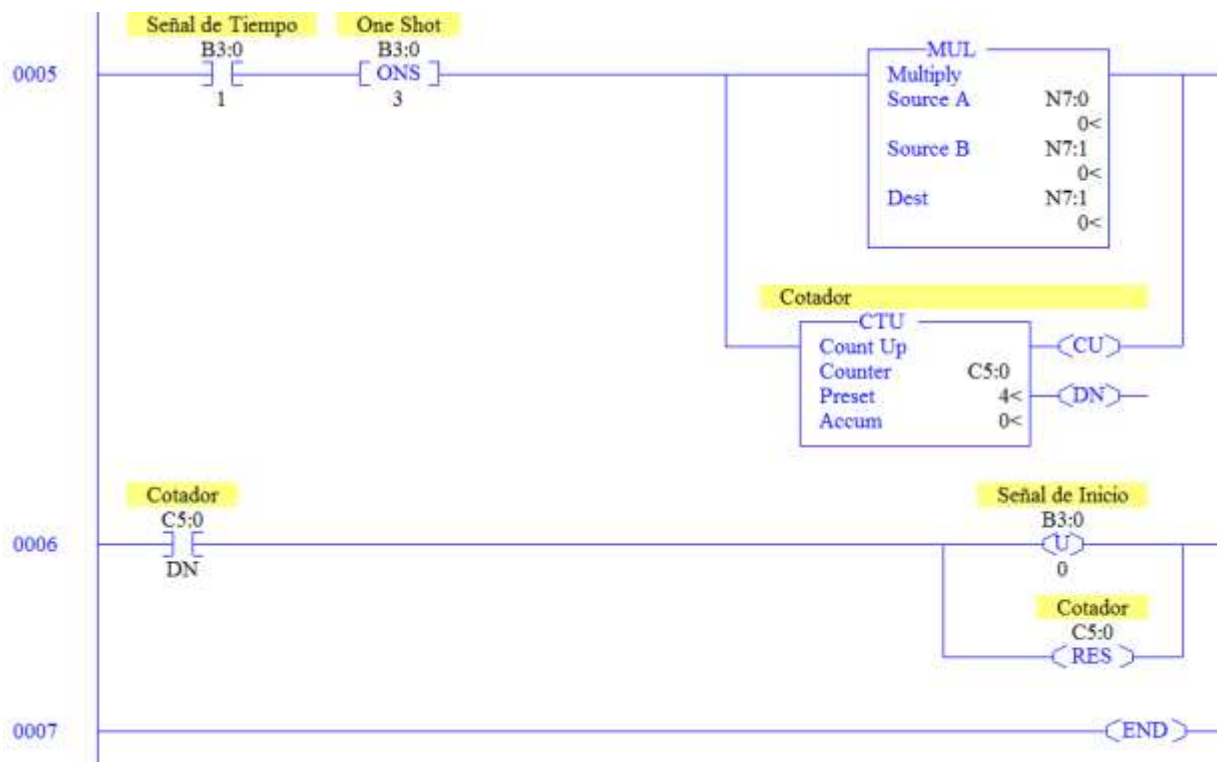 Señal de Tiempo One Shot
B3:0 B3:0
MUL
0005 ONS Multiply
1 3 Source A N7:0
0<
Source B N7:1
0<
Dest N7:1
0<
Cotador
CTU
Count Up CU
Counter C5:0
Preset 4< DN
Accum 0<
Cotador Señal de Inicio
C5:0 B3:0
0006 U
DN 0
Cotador
C5:0
RES
0007 END